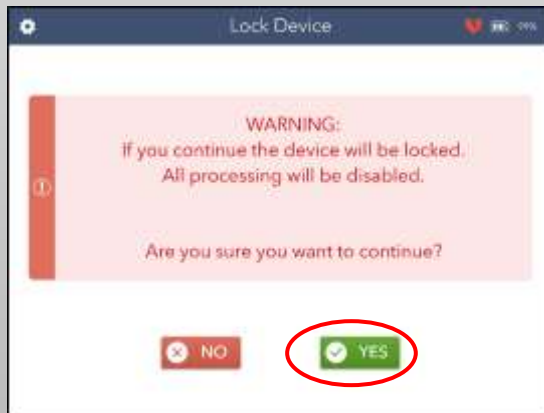 Lock Device
WARNING:
If you continue the device will be locked.
All processing will be disabled.
Are you sure you want to continue?
NO
YES